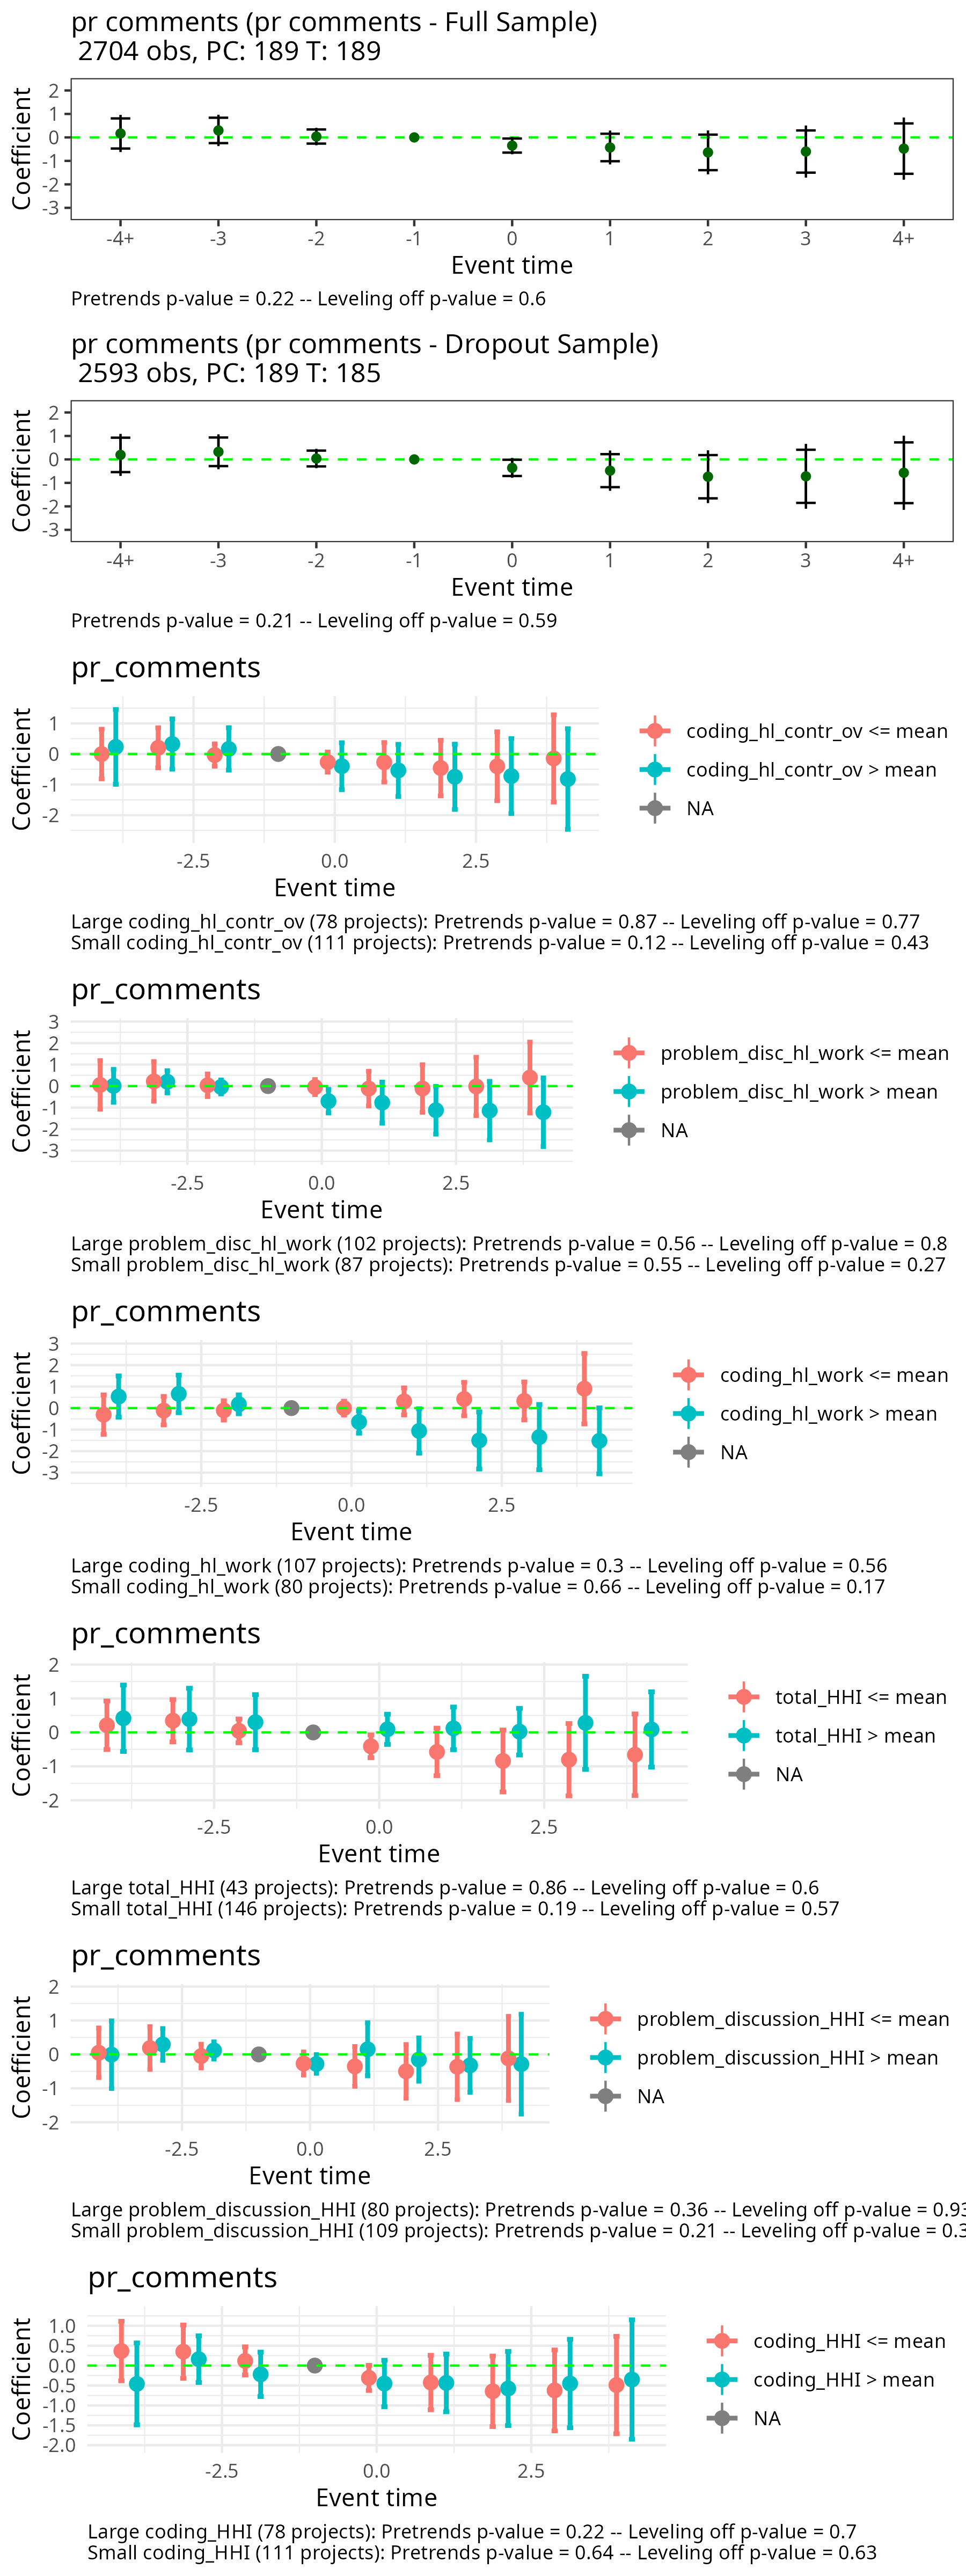 pr comments (pr comments - Full Sample)
2704 obs, PC: 189 T: 189
Coefficient
2
1
0
-1
-2
-3
-4+ -3 -2 -1 0 1 2 3 4+
Event time
Pretrends p-value = 0.22 -- Leveling off p-value = 0.6
pr comments (pr comments - Dropout Sample)
2593 obs, PC: 189 T: 185
Coefficient
2
1
0
-1
-2
-3
-4+ -3 -2 -1 0 1 2 3 4+
Event time
Pretrends p-value = 0.21 -- Leveling off p-value = 0.59
pr_comments
Coefficient
1
0
-1
-2
-2.5 0.0 2.5
Event time
coding_hl_contr_ov <= mean
coding_hl_contr_ov > mean
NA
Large coding_hl_contr_ov (78 projects): Pretrends p-value = 0.87 -- Leveling off p-value = 0.77
Small coding_hl_contr_ov (111 projects): Pretrends p-value = 0.12 -- Leveling off p-value = 0.43
pr_comments
Coefficient
3
2
1
0
-1
-2
-3
-2.5 0.0 2.5
Event time
problem_disc_hl_work <= mean
problem_disc_hl_work > mean
NA
Large problem_disc_hl_work (102 projects): Pretrends p-value = 0.56 -- Leveling off p-value = 0.8
Small problem_disc_hl_work (87 projects): Pretrends p-value = 0.55 -- Leveling off p-value = 0.27
pr_comments
Coefficient
3
2
1
0
-1
-2
-3
-2.5 0.0 2.5
Event time
coding_hl_work <= mean
coding_hl_work > mean
NA
Large coding_hl_work (107 projects): Pretrends p-value = 0.3 -- Leveling off p-value = 0.56
Small coding_hl_work (80 projects): Pretrends p-value = 0.66 -- Leveling off p-value = 0.17
pr_comments
Coefficient
2
1
0
-1
-2
-2.5 0.0 2.5
Event time
total_HHI <= mean
total_HHI > mean
NA
Large total_HHI (43 projects): Pretrends p-value = 0.86 -- Leveling off p-value = 0.6
Small total_HHI (146 projects): Pretrends p-value = 0.19 -- Leveling off p-value = 0.57
pr_comments
Coefficient
2
1
0
-1
-2
-2.5 0.0 2.5
Event time
problem_discussion_HHI <= mean
problem_discussion_HHI > mean
NA
Large problem_discussion_HHI (80 projects): Pretrends p-value = 0.36 -- Leveling off p-value = 0.93
Small problem_discussion_HHI (109 projects): Pretrends p-value = 0.21 -- Leveling off p-value = 0.3
pr_comments
Coefficient
1.0
0.5
0.0
-0.5
-1.0
-1.5
-2.0
-2.5 0.0 2.5
Event time
coding_HHI <= mean
coding_HHI > mean
NA
Large coding_HHI (78 projects): Pretrends p-value = 0.22 -- Leveling off p-value = 0.7
Small coding_HHI (111 projects): Pretrends p-value = 0.64 -- Leveling off p-value = 0.63